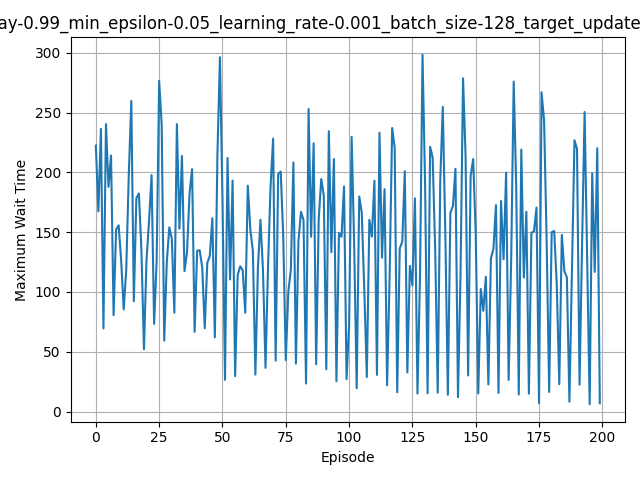 ay-0.99_min_epsilon-0.05_learning_rate-0.001_batch_size-128_target_update
Maximum Wait Time
300
250
200
150
100
50
0
0 25 50 75 100 125 150 175 200
Episode